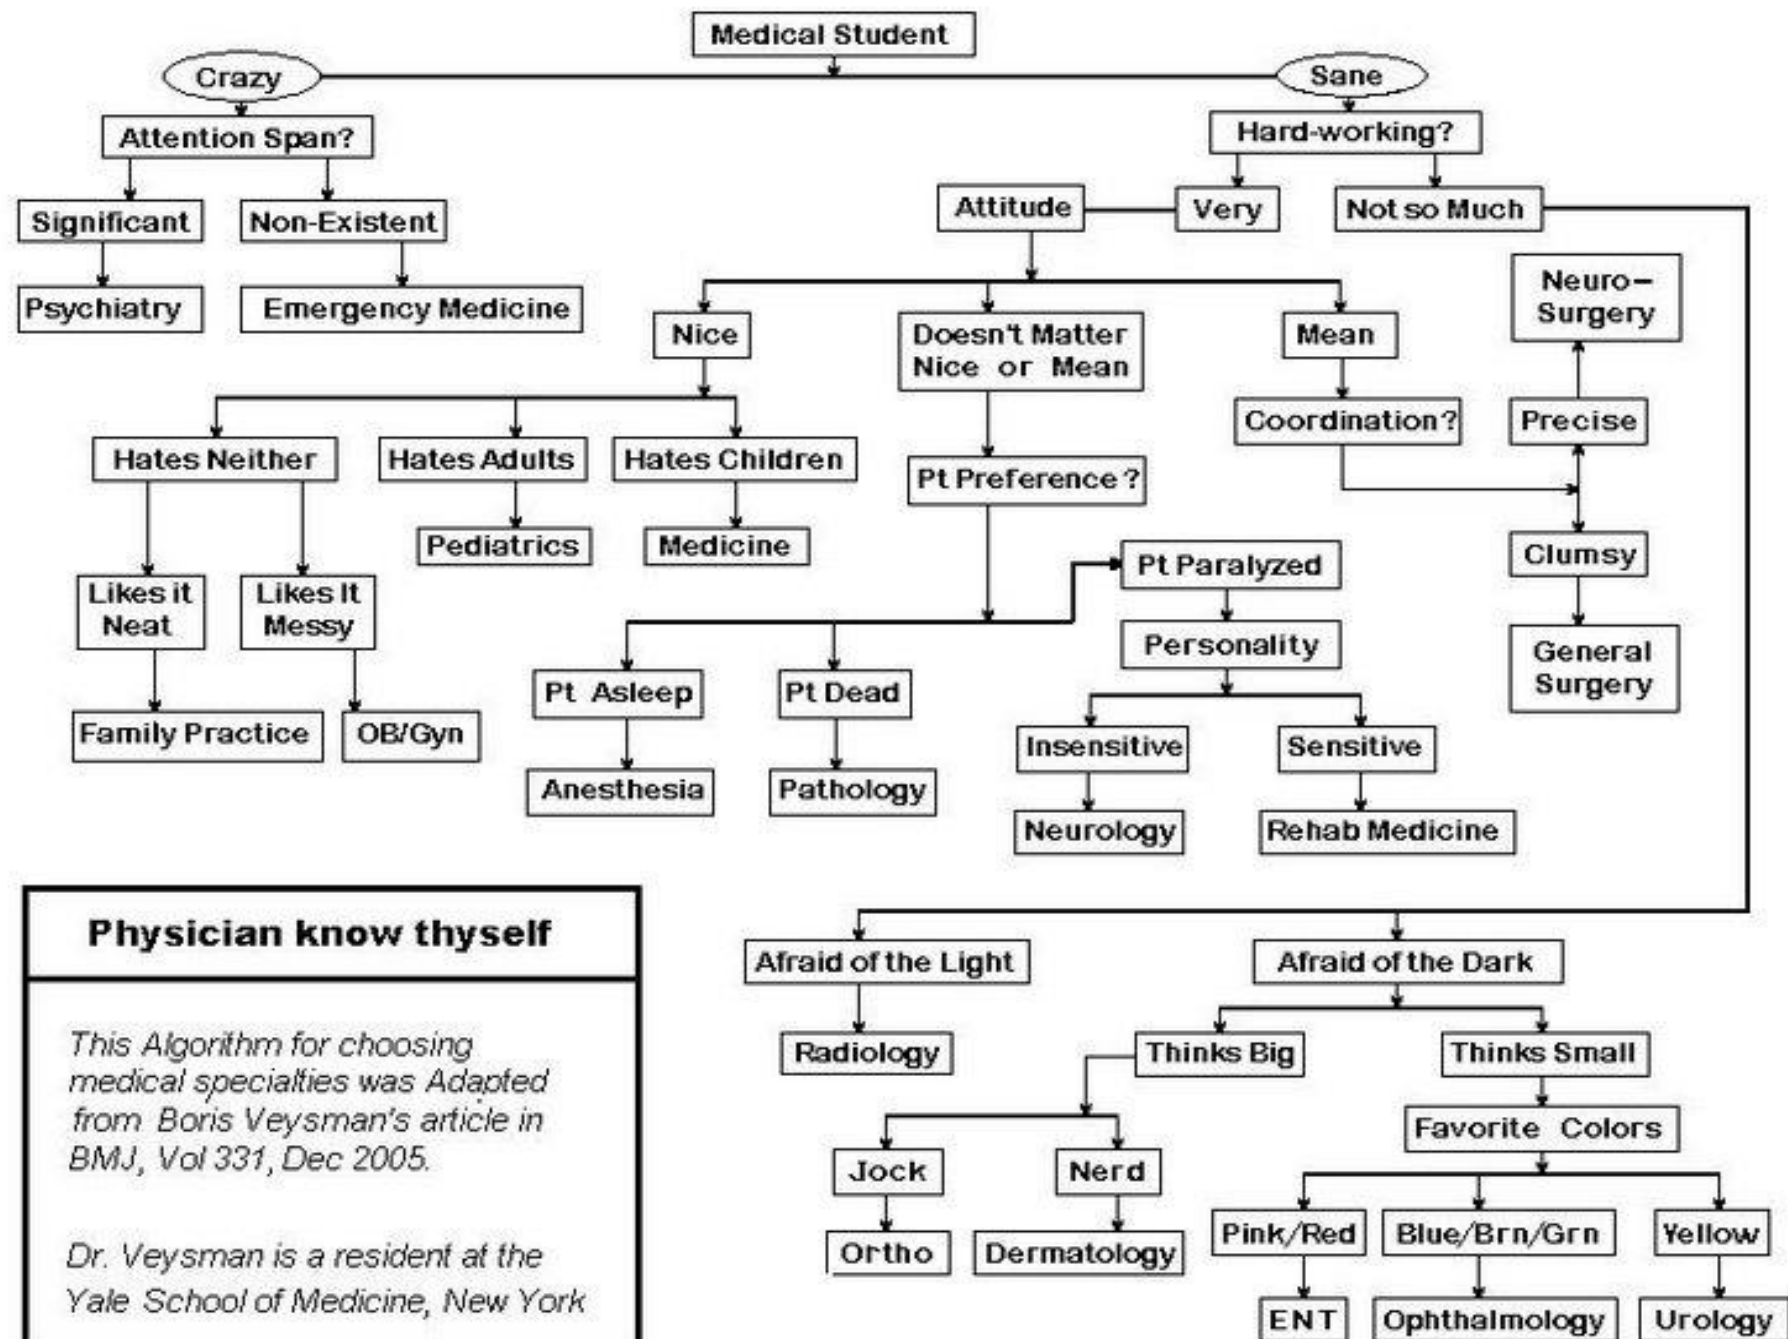 Medical Student
Crazy
Sane
Attention Span?
Hard-working?
Significant
Non-Existent
Attitude
Very
Not so Much
Psychiatry
Emergency Medicine
Nice
Doesn't Matter
Nice or Mean
Mean
Neuro-
Surgery
Coordination?
Precise
Hates Neither
Hates Adults
Hates Children
Pt Preference?
Pediatrics
Medicine
Pt Paralyzed
Clumsy
Likes it
Neat
Likes It
Messy
Personality
General
Surgery
Pt Asleep
Pt Dead
Family Practice
OB/Gyn
Insensitive
Sensitive
Anesthesia
Pathology
Neurology
Rehab Medicine
Physician know thyself
This Algorithm for choosing
medical specialties was Adapted
from Boris Veysman's article in
BMJ, Vol 331, Dec 2005.
Dr. Veysman is a resident at the
Yale School of Medicine, New York
Afraid of the Light
Afraid of the Dark
Radiology
Thinks Big
Thinks Small
Favorite Colors
Jock
Nerd
Pink/Red
Blue/Brn/Grn
Yellow
Ortho
Dermatology
ENT
Ophthalmology
Urology